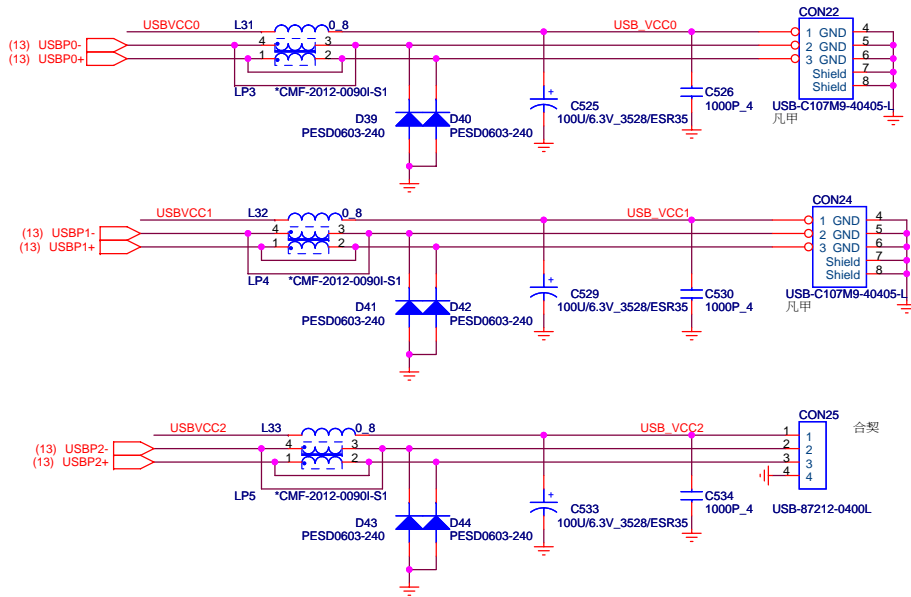 CON22
USBVCC0 L31 0_8 USB_VCC0
1 GND 4
(13) USBP0- 4 3 2 GND 5
(13) USBP0+ 1 2 3 GND 6
Shield 7
Shield 8
LP3 *CMF-2012-0090I-S1
C525 C526
100U/6.3V_3528/ESR35 1000P_4
USB-C107M9-40405-L
凡甲
D39 D40
PESD0603-240 PESD0603-240
CON24
USBVCC1 L32 0_8 USB_VCC1
1 GND 4
(13) USBP1- 4 3 2 GND 5
(13) USBP1+ 1 2 3 GND 6
Shield 7
Shield 8
LP4 *CMF-2012-0090I-S1
C529 C530
100U/6.3V_3528/ESR35 1000P_4
USB-C107M9-40405-L
凡甲
D41 D42
PESD0603-240 PESD0603-240
CON25
USBVCC2 L33 0_8 USB_VCC2
合契
1 1
(13) USBP2- 4 3 2 2
(13) USBP2+ 1 2 3 3
4 4
LP5 *CMF-2012-0090I-S1
C533 C534
100U/6.3V_3528/ESR35 1000P_4
USB-87212-0400L
D43 D44
PESD0603-240 PESD0603-240